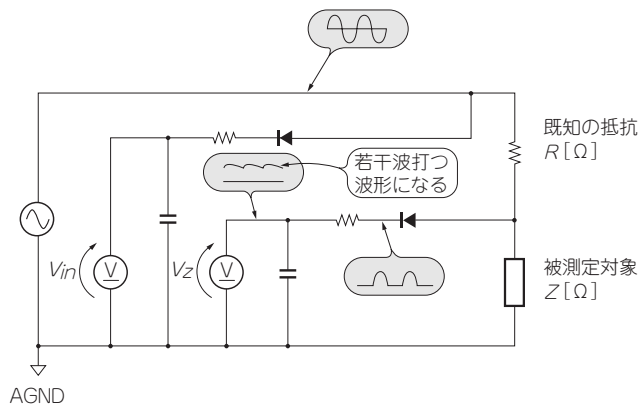 既知の抵抗
R[Ω]
若干波打つ
波形になる
Vin
V
Vz
V
被測定対象
Z[Ω]
AGND